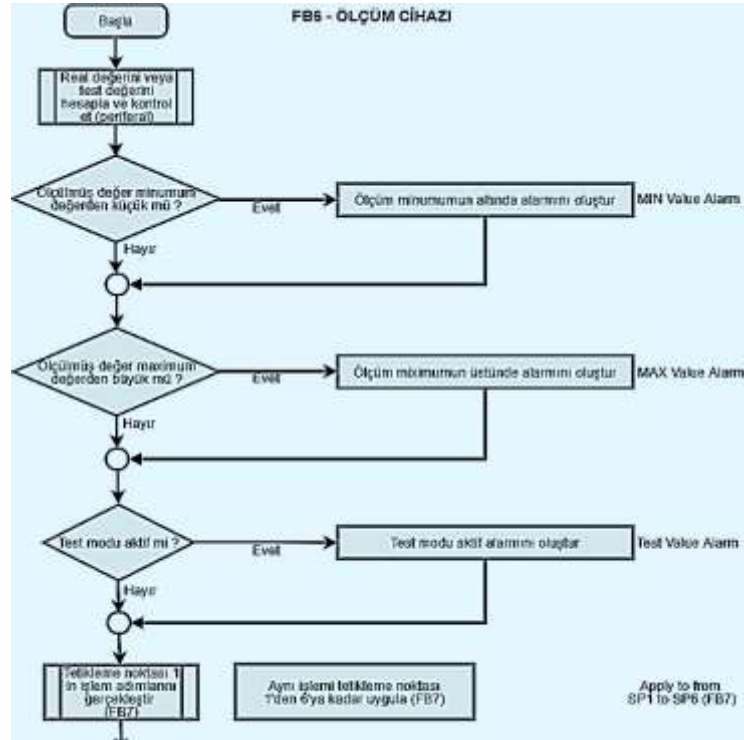 FB5 - ÖLÇÜM CİHAZI
Başla
Real değerini veya
test değerini
hesapla ve kontrol
et (periferal)
Ölçülmüş değer minumum
değerden küçük mü ?
Evet
Ölçüm minumumun altında alarmını oluştur
MIN Value Alarm
Hayır
Ölçülmüş değer maximum
değerden büyük mü ?
Evet
Ölçüm miximumun üstünde alarmını oluştur
MAX Value Alarm
Hayır
Test modu aktif mi ?
Evet
Test modu aktif alarmını oluştur
Test Value Alarm
Hayır
Tetikleme noktası 1'
in işlem adımlarını
gerçekleştir
(FB7)
Aynı işlemi tetikleme noktası
1'den 6'ya kadar uygula (FB7)
Apply to from
SP1 to SP6 (FB7)